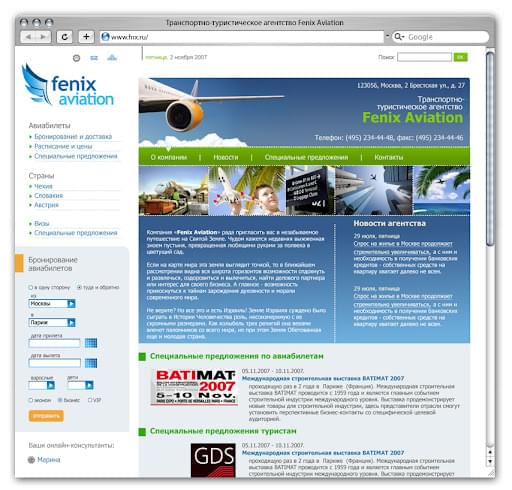 Транспортно-туристическое агентство Fenix Aviation
www.fnx.ru/
Google
пятница, 2 ноября 2007
Поиск:
ok
fenix
aviation
123056, Москва, 2 Брестская ул., д. 27
Транспортно-
туристическое агентство
Fenix Aviation
Телефон: (495) 234-44-48, факс: (495) 234-44-46
О компании | Новости | Специальные предложения | Контакты
Авиабилеты
Бронирование и доставка
Расписание и цены
Специальные предложения
Страны
Чехия
Словакия
Австрия
Визы
Специальные предложения
Бронирование
авиабилетов
в одну сторону туда и обратно
из
Москвы
в
Париж
дата прилета
дата вылета
взрослые дети
эконом бизнес VIP
отправить
Ваши онлайн-консультанты:
Марина
Компания «Fenix Aviation» рада пригласить вас в незабываемое
путешествие на Святой Земле. Чудом кажется недавняя выжженная
зноем пустыня, превращенная любящими руками за полвека в
цветущий сад.
Если на карте мира эта земля выглядит точкой, то в ближайшем
рассмотрении видна вся широта горизонтов возможности отдохнуть
и развлечься, оздоровиться и вылечиться, найти делового партнера
или интерес для своего бизнеса. А главное - возможность
прикоснуться к тайнам зарождения духовности и морали
современного мира.
Не верите? Но все это и есть Израиль! Земле Израиля суждено было
сыграть в Истории Человечества роль, несоизмеримую с ее
скромными размерами. Как колыбель трех религий она веками
влечет паломников со всего мира, но при этом Земля Обетованная
еще и молодая страна.
Новости агентства
29 июля, пятница
Спрос на жилье в Москве продолжает
стремительно увеличиваться, а с ним и
необходимость в получении банковских
кредитов - собственных средств на
квартиру хватает далеко не всем.
29 июля, пятница
Спрос на жилье в Москве продолжает
стремительно увеличиваться, а с ним и
необходимость в получении банковских
кредитов - собственных средств на
квартиру хватает далеко не всем.
Специальные предложения по авиабилетам
BATIMAT
PARIS 2007
5-10 Nov.
PARIS EXPO • PORTE DE VERSAILLES PARIS • FRANCE
05.11.2007 - 10.11.2007.
Международная строительная выставка BATIMAT 2007
проходящую раз в 2 года в Париже (Франция). Международная строительная
выставка BATIMAT проводится с 1959 года и является главным событием
строительной индустрии международного уровня. Выставка продемонстрирует
новые товары для строительной индустрии, здесь представители отрасли смогут
установить перспективные бизнес-контакты со специфической целевой
аудиторией.
Специальные предложения туристам
GDS
05.11.2007 - 10.11.2007.
Международная строительная выставка BATIMAT 2007
проходящую раз в 2 года в Париже (Франция). Международная строительная
выставка BATIMAT проводится с 1959 года и является главным событием
строительной индустрии международного уровня. Выставка продемонстрирует